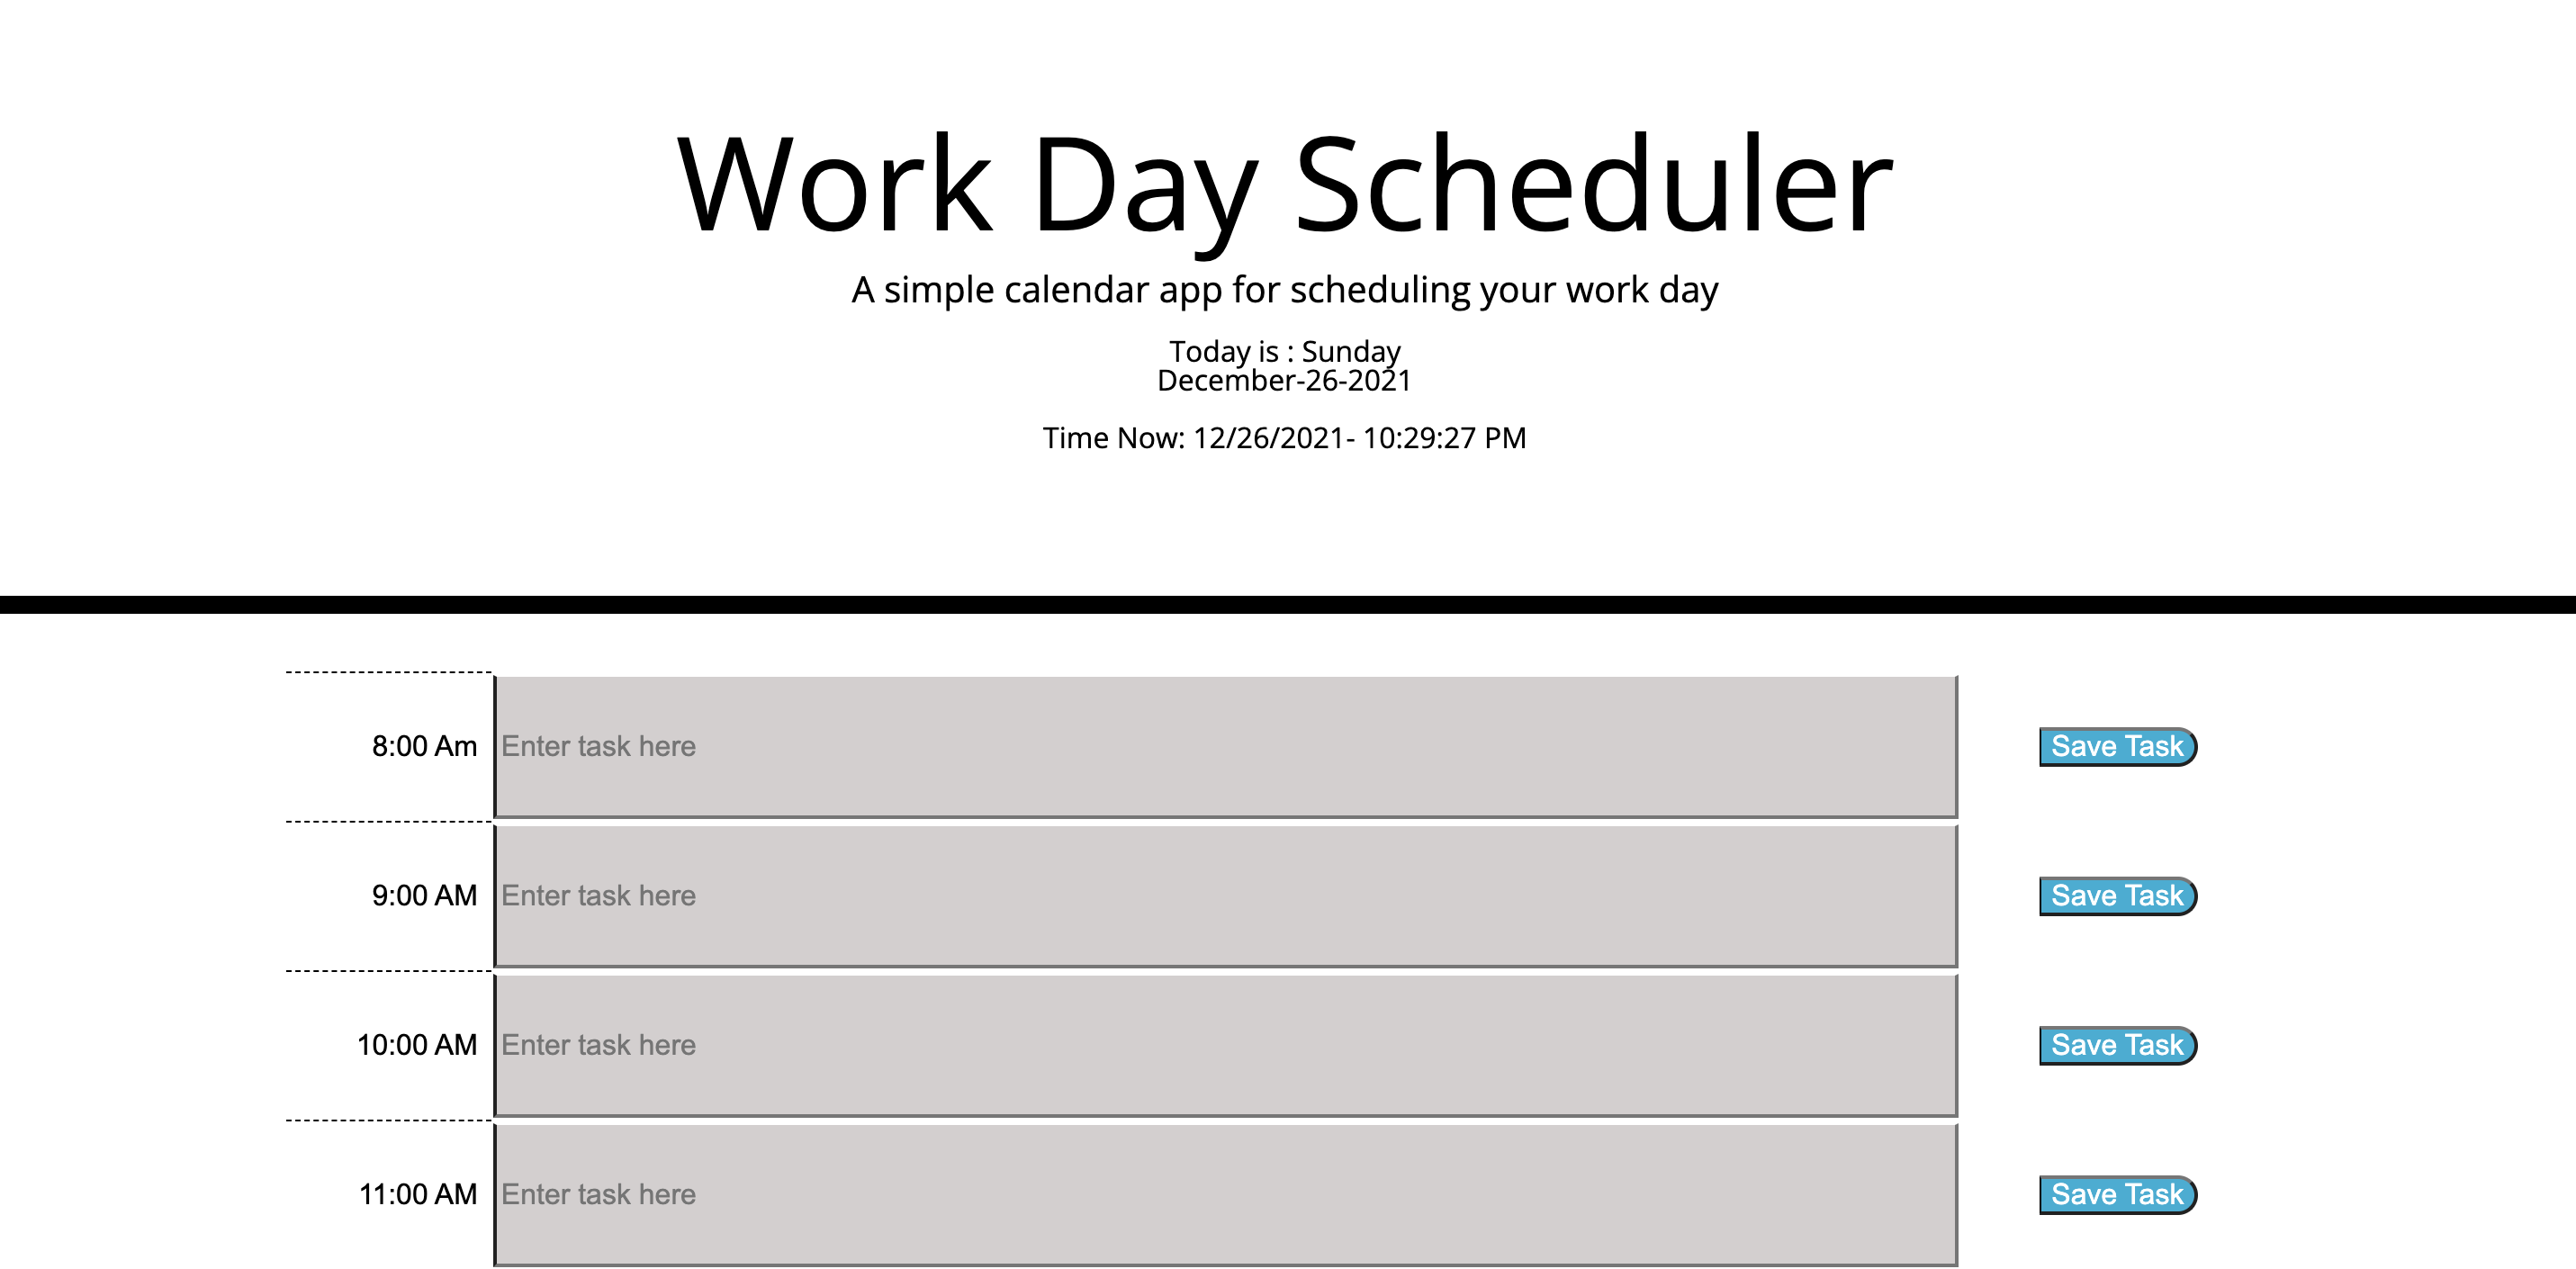 Work Day Scheduler
A simple calendar app for scheduling your work day
Today is : Sunday
December-26-2021
Time Now: 12/26/2021- 10:29:27 PM
8:00 Am Enter task here Save Task
9:00 AM Enter task here Save Task
10:00 AM Enter task here Save Task
11:00 AM Enter task here Save Task